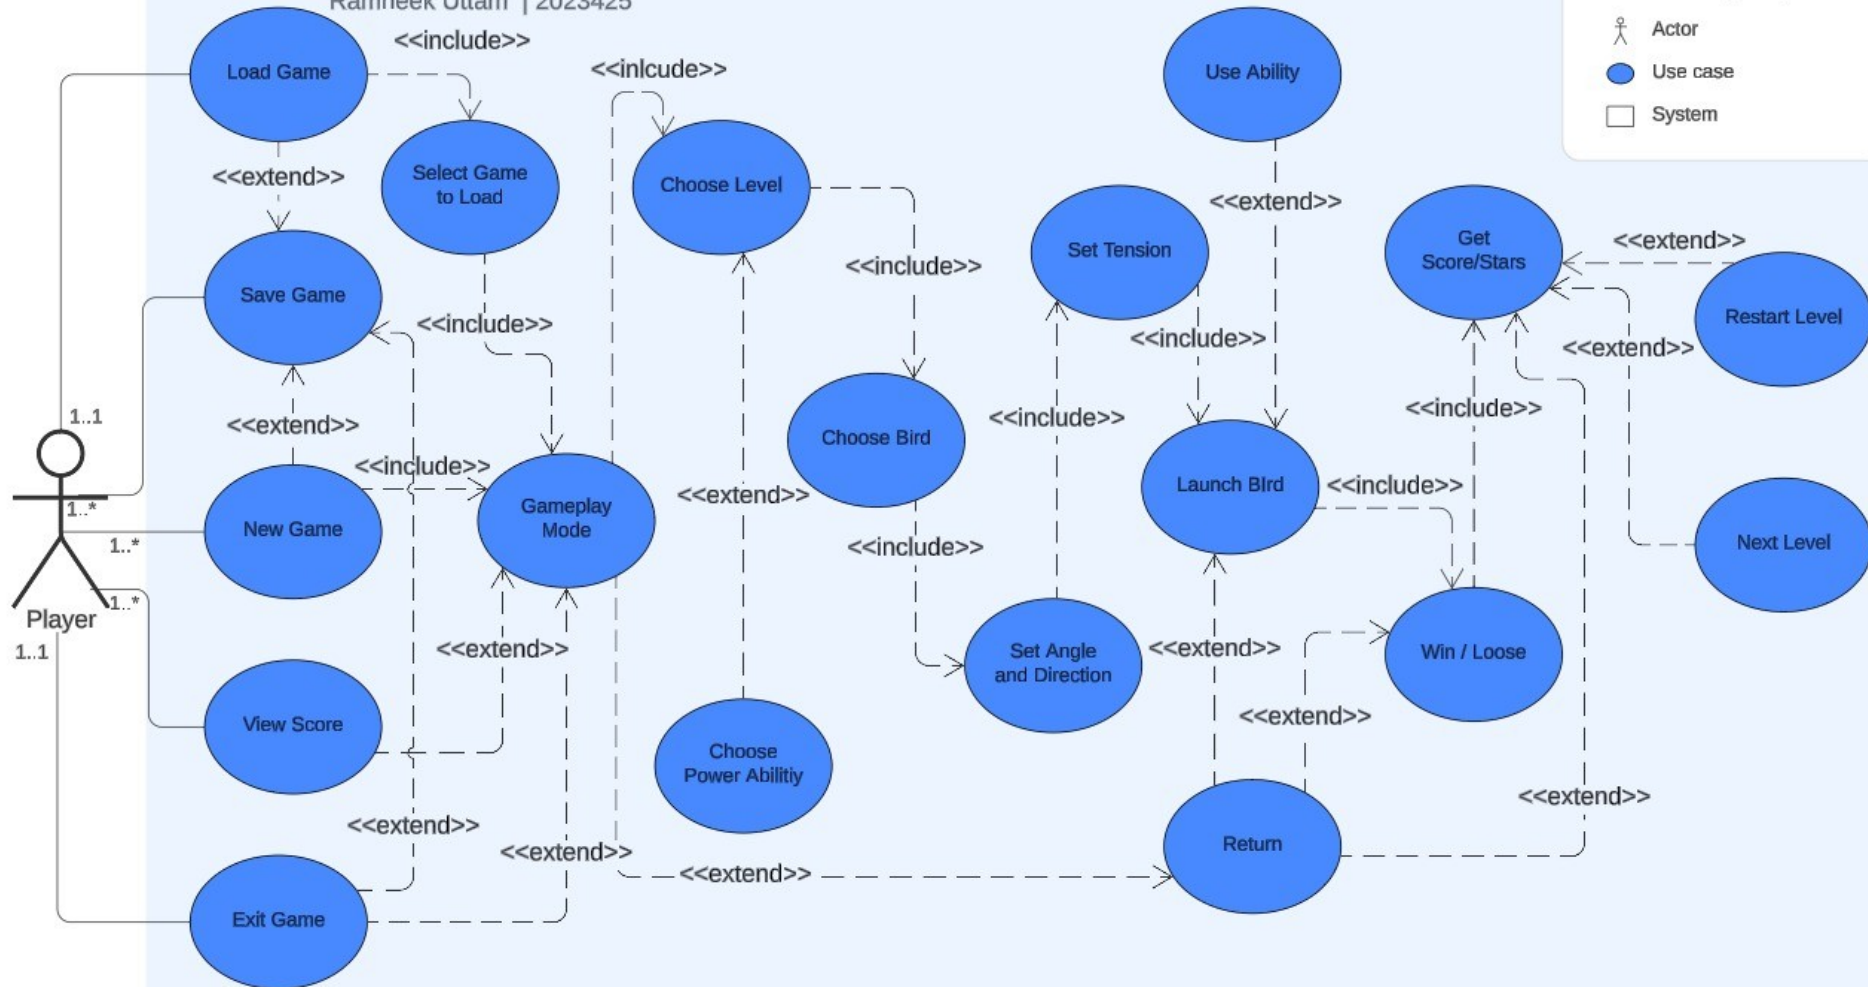 Ramneek Uttam | 2023425
Actor
Use case
System
Load Game
<<include>>
<<inlcude>>
Use Ability
<<extend>>
Select Game
to Load
Choose Level
<<extend>>
Set Tension
Get
Score/Stars
<<extend>>
Restart Level
Save Game
<<include>>
<<include>>
<<include>>
<<extend>>
1..1
<<extend>>
<<include>>
Choose Bird
<<include>>
<<include>>
1..*
New Game
Gameplay
Mode
<<extend>>
Launch BIrd
<<include>>
Next Level
1..*
<<include>>
1..*
Player
1..1
<<extend>>
Set Angle
and Direction
<<extend>>
Win / Loose
View Score
<<extend>>
Choose
Power Abilitiy
<<extend>>
<<extend>>
<<extend>>
<<extend>>
Return
Exit Game